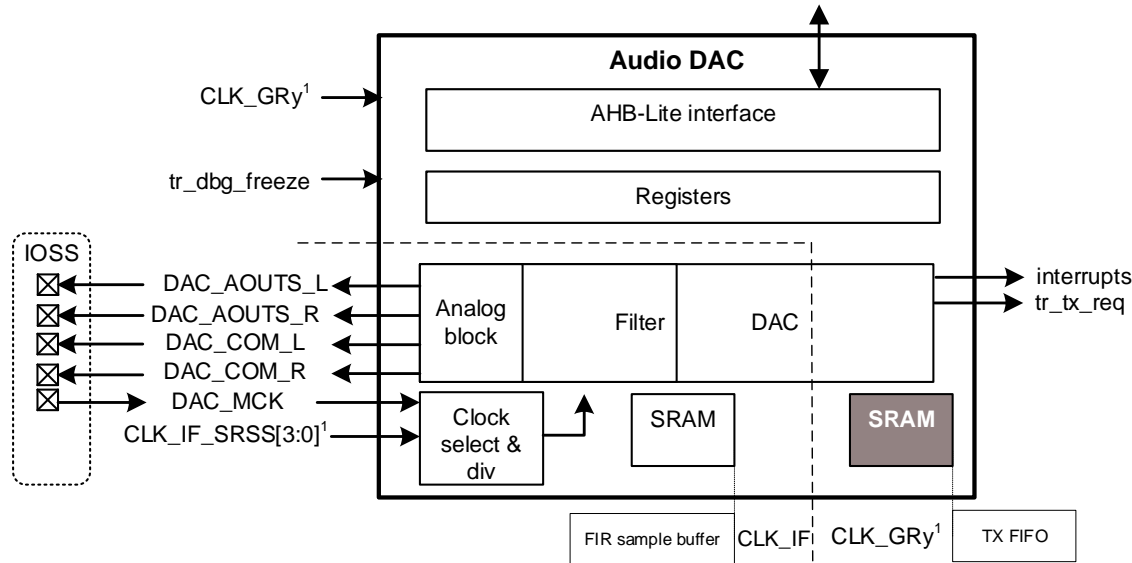 Audio DAC
CLK_GRy¹
AHB-Lite interface
tr_dbg_freeze
Registers
IOSS
DAC_AOUTS_L
DAC_AOUTS_R
DAC_COM_L
DAC_COM_R
DAC_MCK
CLK_IF_SRSS[3:0]¹
Analog
block
Filter
DAC
interrupts
tr_tx_req
Clock
select &
div
SRAM
SRAM
FIR sample buffer
CLK_IF
CLK_GRy¹
TX FIFO